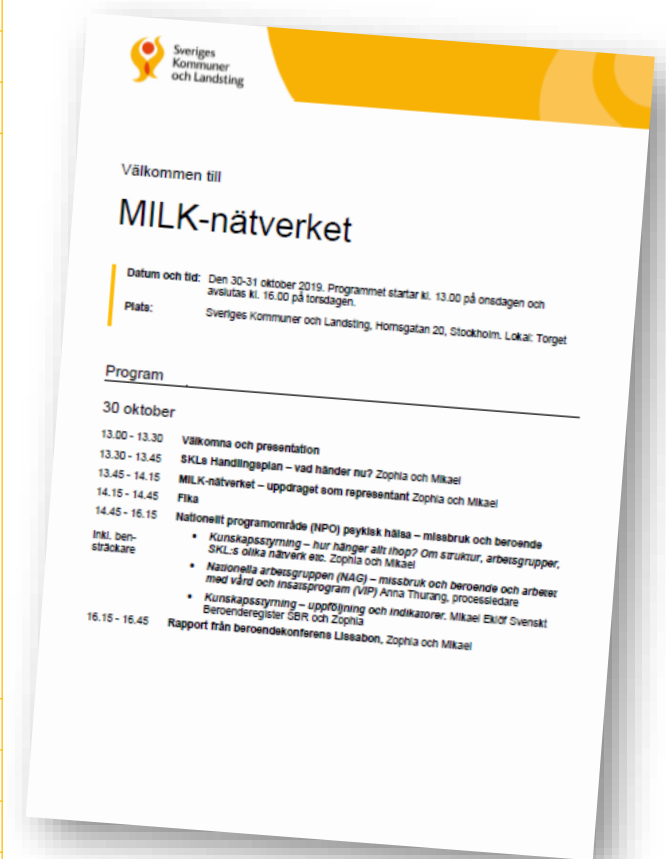 Sveriges
Kommuner
och Landsting
Välkommen till
MILK-nätverket
Datum och tid: Den 30-31 oktober 2019. Programmet startar kl. 13.00 på onsdagen och
avslutas kl. 16.00 på torsdagen.
Plats: Sveriges Kommuner och Landsting, Hornsgatan 20, Stockholm. Lokal: Torget
Program
30 oktober
13.00 - 13.30 Välkomna och presentation
13.30 - 13.45 SKLs Handlingsplan – vad händer nu? Zophia och Mikael
13.45 - 14.15 MILK-nätverket – uppdraget som representant Zophia och Mikael
14.15 - 14.45 Fika
14.45 - 16.15 Nationellt programområde (NPO) psykisk hälsa – missbruk och beroende
Inkl. ben-
sträckare
• Kunskapsstyrning – hur hänger allt ihop? Om struktur, arbetsgrupper,
SKL:s olika nätverk etc. Zophia och Mikael
• Nationella arbetsgruppen (NAG) – missbruk och beroende och arbetet
med vård och insatsprogram (VIP) Anna Thurang, processledare
• Kunskapsstyrning – uppföljning och indikatorer. Mikael Eklöf Svenskt
Beroenderegister SBR och Zophia
16.15 - 16.45 Rapport från beroendekonferens Lissabon, Zophia och Mikael